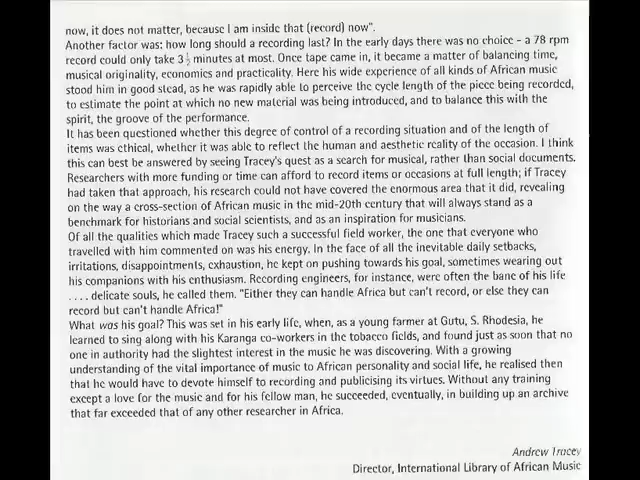 now, it does not matter, because I am inside that (record) now".
Another factor was: how long should a recording last? In the early days there was no choice - a 78 rpm
record could only take 3½ minutes at most. Once tape came in, it became a matter of balancing time,
musical originality, economics and practicality. Here his wide experience of all kinds of African music
stood him in good stead, as he was rapidly able to perceive the cycle length of the piece being recorded,
to estimate the point at which no new material was being introduced, and to balance this with the
spirit, the groove of the performance.
It has been questioned whether this degree of control of a recording situation and of the length of
items was ethical, whether it was able to reflect the human and aesthetic reality of the occasion. I think
this can best be answered by seeing Tracey's quest as a search for musical, rather than social documents.
Researchers with more funding or time can afford to record items or occasions at full length; if Tracey
had taken that approach, his research could not have covered the enormous area that it did, revealing
on the way a cross-section of African music in the mid-20th century that will always stand as a
benchmark for historians and social scientists, and as an inspiration for musicians.
Of all the qualities which made Tracey such a successful field worker, the one that everyone who
travelled with him commented on was his energy. In the face of all the inevitable daily setbacks,
irritations, disappointments, exhaustion, he kept on pushing towards his goal, sometimes wearing out
his companions with his enthusiasm. Recording engineers, for instance, were often the bane of his life
.... delicate souls, he called them. "Either they can handle Africa but can't record, or else they can
record but can't handle Africa!"
What was his goal? This was set in his early life, when, as a young farmer at Gutu, S. Rhodesia, he
learned to sing along with his Karanga co-workers in the tobacco fields, and found just as soon that no
one in authority had the slightest interest in the music he was discovering. With a growing
understanding of the vital importance of music to African personality and social life, he realised then
that he would have to devote himself to recording and publicising its virtues. Without any training
except a love for the music and for his fellow man, he succeeded, eventually, in building up an archive
that far exceeded that of any other researcher in Africa.
Andrew Tracey
Director, International Library of African Music